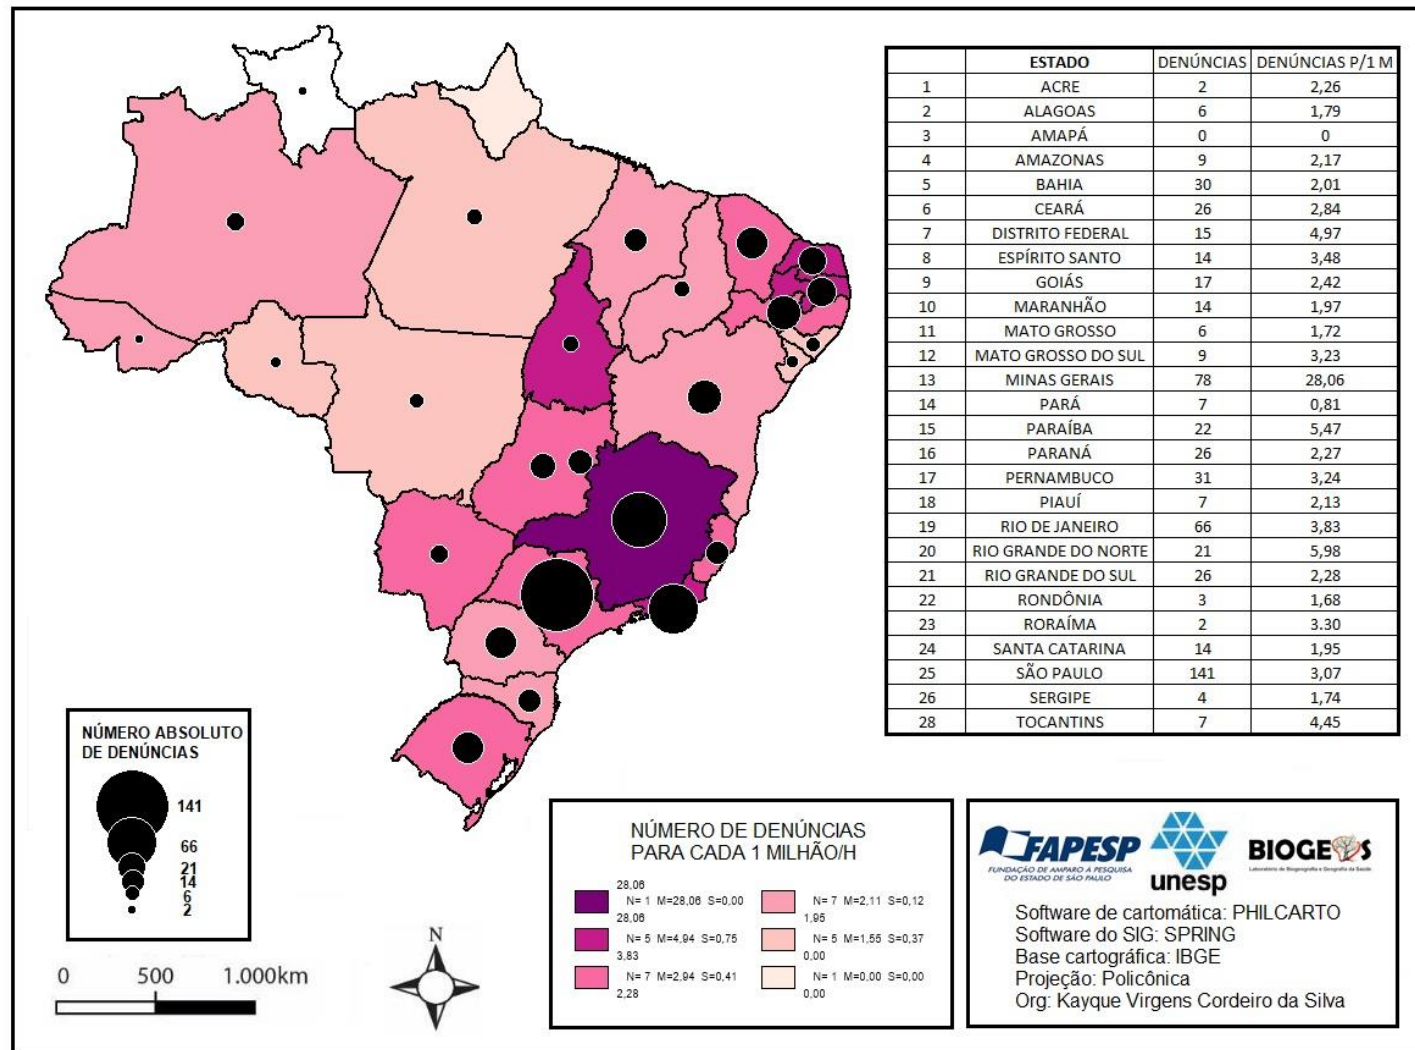 ESTADO DENÚNCIAS DENÚNCIAS P/1 M
1 ACRE 2 2,26
2 ALAGOAS 6 1,79
3 AMAPÁ 0 0
4 AMAZONAS 9 2,17
5 BAHIA 30 2,01
6 CEARÁ 26 2,84
7 DISTRITO FEDERAL 15 4,97
8 ESPÍRITO SANTO 14 3,48
9 GOIÁS 17 2,42
10 MARANHÃO 14 1,97
11 MATO GROSSO 6 1,72
12 MATO GROSSO DO SUL 9 3,23
13 MINAS GERAIS 78 28,06
14 PARÁ 7 0,81
15 PARAÍBA 22 5,47
16 PARANÁ 26 2,27
17 PERNAMBUCO 31 3,24
18 PIAUÍ 7 2,13
19 RIO DE JANEIRO 66 3,83
20 RIO GRANDE DO NORTE 21 5,98
21 RIO GRANDE DO SUL 26 2,28
22 RONDÔNIA 3 1,68
23 RORAÍMA 2 3.30
24 SANTA CATARINA 14 1,95
25 SÃO PAULO 141 3,07
26 SERGIPE 4 1,74
28 TOCANTINS 7 4,45
NÚMERO ABSOLUTO
DE DENÚNCIAS
141
66
21
14
6
2
0 500 1.000km
N
NÚMERO DE DENÚNCIAS
PARA CADA 1 MILHÃO/H
28,06
N= 1 M=28,06 S=0,00
28,06
N= 5 M=4,94 S=0,75
3,83
N= 7 M=2,94 S=0,41
2,28
N= 7 M=2,11 S=0,12
1,95
N= 5 M=1,55 S=0,37
0,00
N= 1 M=0,00 S=0,00
0,00
FAPESP
FUNDAÇÃO DE AMPARO À PESQUISA
DO ESTADO DE SÃO PAULO
unesp
BIOGEOS
Laboratório de Biogeografia e Geografia da Saúde
Software de cartomática: PHILCARTO
Software do SIG: SPRING
Base cartográfica: IBGE
Projeção: Policônica
Org: Kayque Virgens Cordeiro da Silva